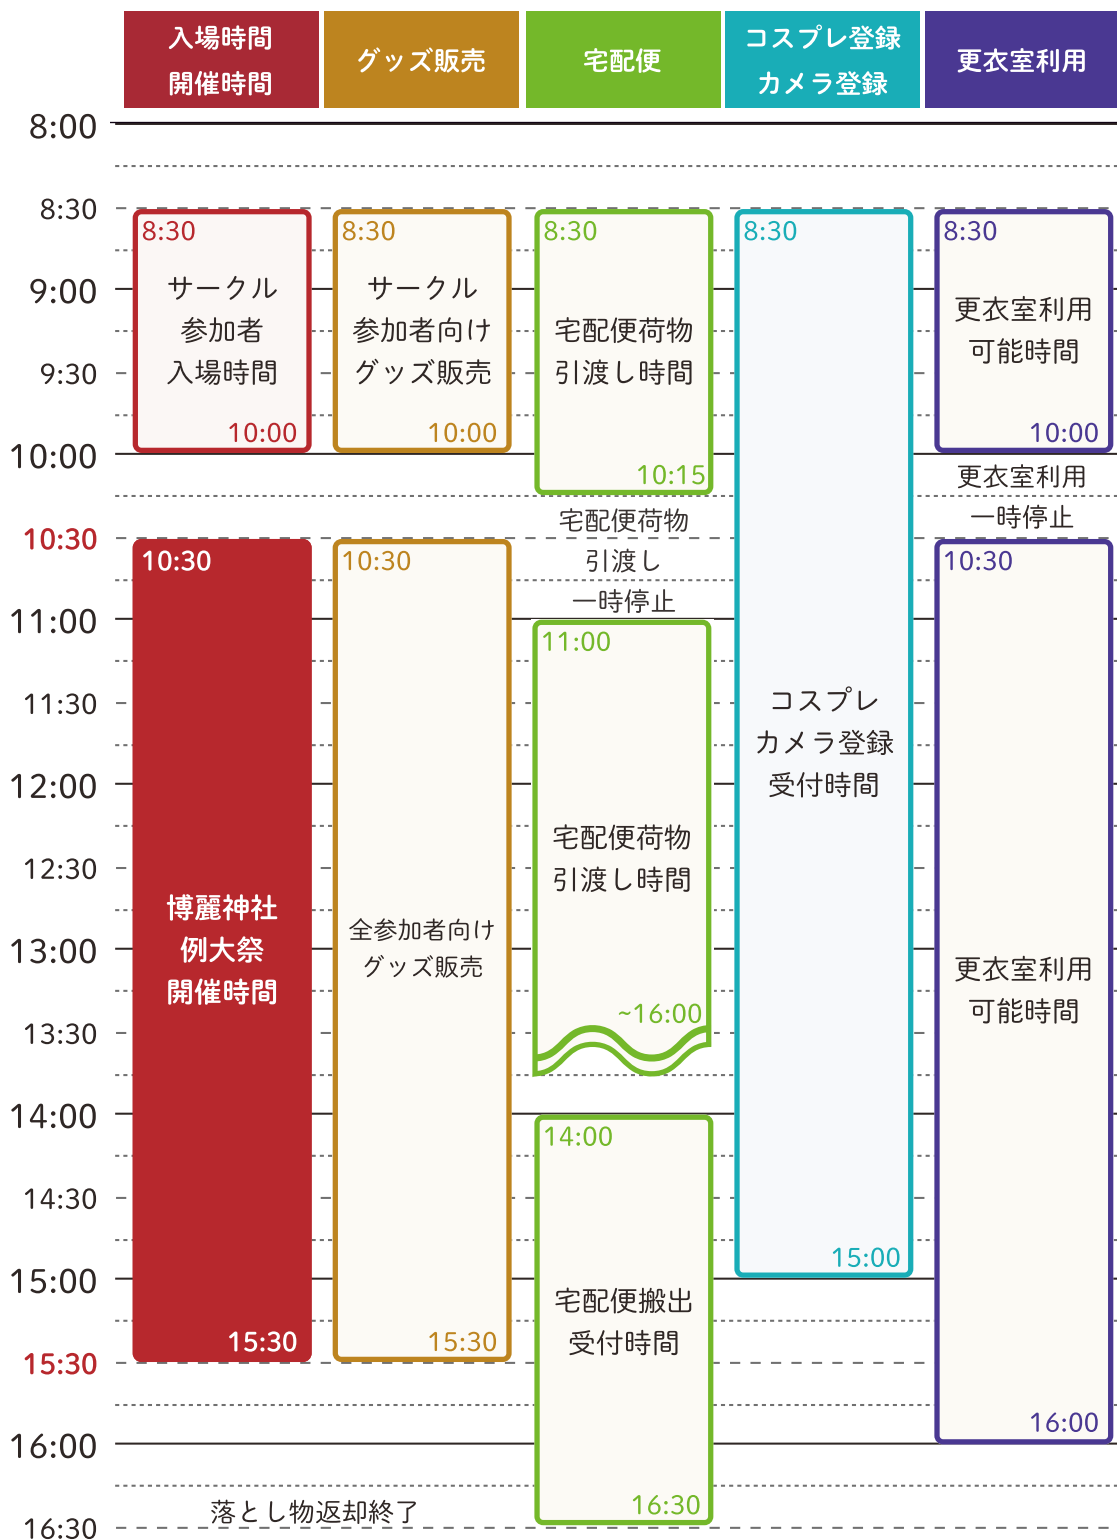 入場時間
開催時間
グッズ販売
宅配便
コスプレ登録
カメラ登録
更衣室利用
8:00
8:30
9:00
9:30
10:00
10:30
11:00
11:30
12:00
12:30
13:00
13:30
14:00
14:30
15:00
15:30
16:00
16:30
8:30
サークル
参加者
入場時間
10:00
10:30
博麗神社
例大祭
開催時間
15:30
8:30
サークル
参加者向け
グッズ販売
10:00
10:30
全参加者向け
グッズ販売
15:30
8:30
宅配便荷物
引渡し時間
10:15
宅配便荷物
引渡し
一時停止
11:00
宅配便荷物
引渡し時間
~16:00
14:00
宅配便搬出
受付時間
16:30
8:30
コスプレ
カメラ登録
受付時間
15:00
8:30
更衣室利用
可能時間
10:00
更衣室利用
一時停止
10:30
更衣室利用
可能時間
16:00
落とし物返却終了